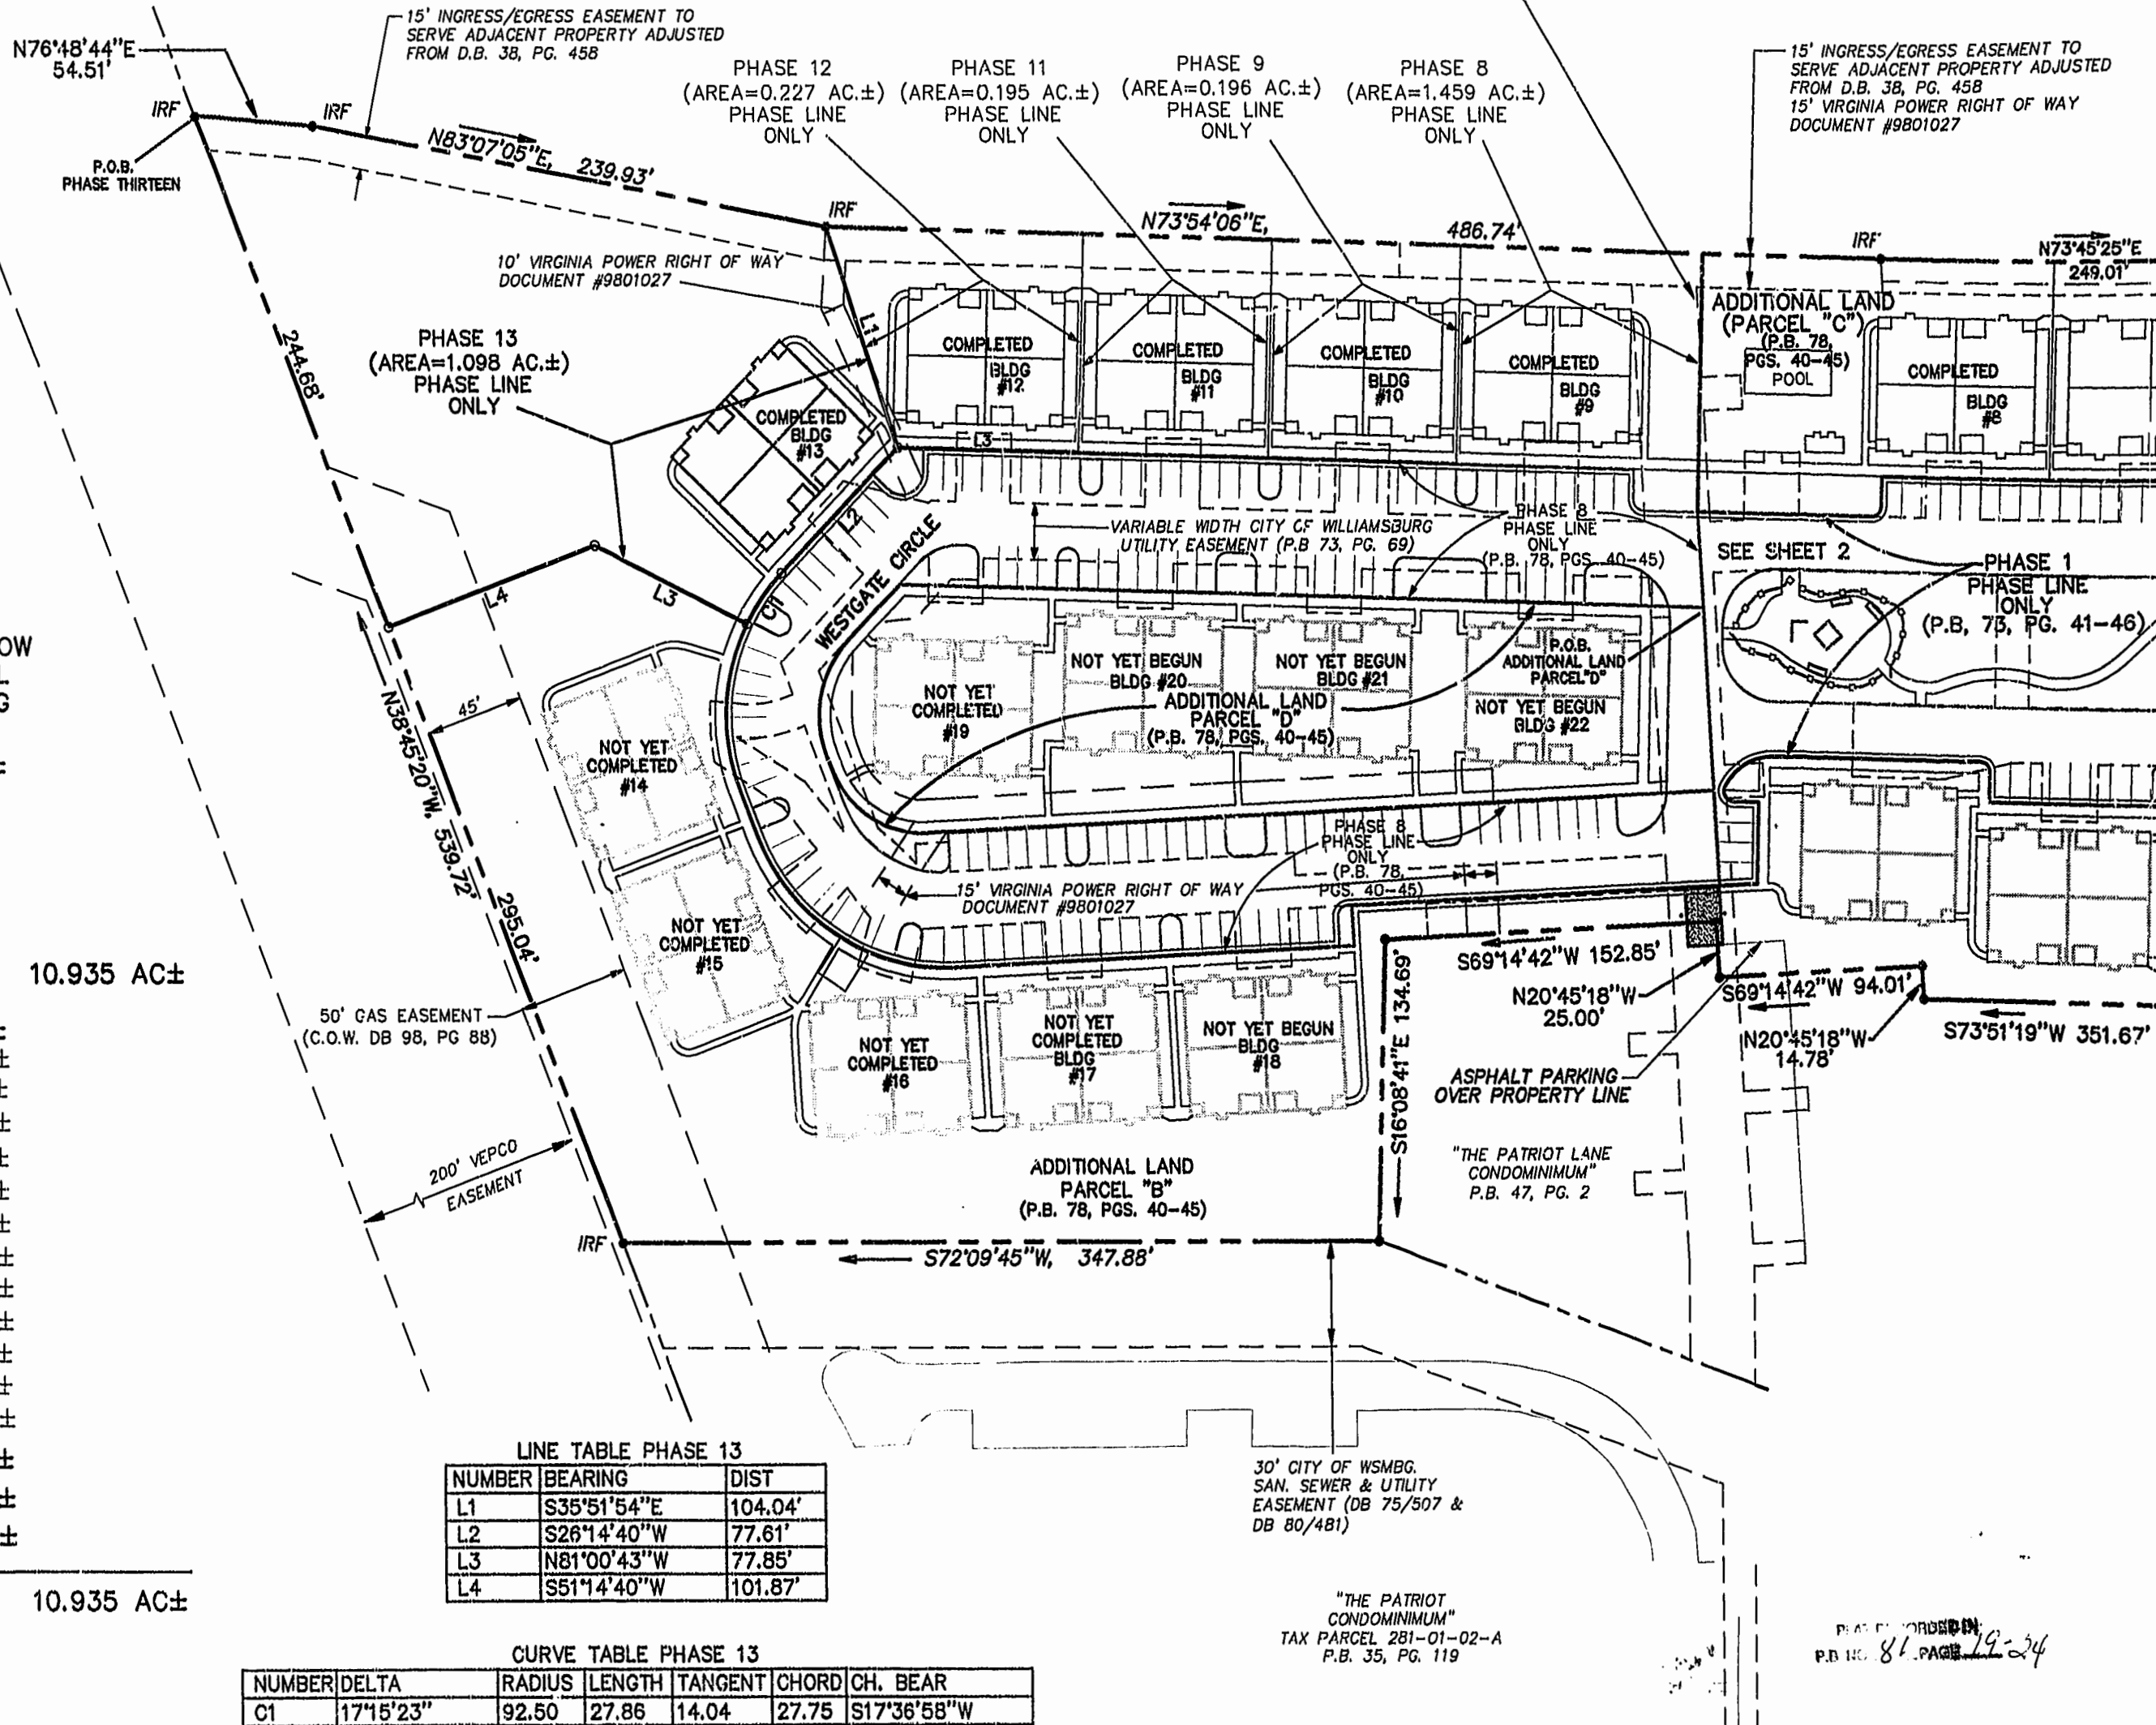 15' INGRESS/EGRESS EASEMENT TO
SERVE ADJACENT PROPERTY ADJUSTED
FROM D.B. 38, PG. 458
N76°48'44"E
54.51'
IRF
IRF
P.O.B.
PHASE THIRTEEN
N83°07'05"E, 239.93'
PHASE 12
(AREA=0.227 AC.±)
PHASE LINE
ONLY
PHASE 11
(AREA=0.195 AC.±)
PHASE LINE
ONLY
PHASE 9
(AREA=0.196 AC.±)
PHASE LINE
ONLY
PHASE 8
(AREA=1.459 AC.±)
PHASE LINE
ONLY
15' INGRESS/EGRESS EASEMENT TO
SERVE ADJACENT PROPERTY ADJUSTED
FROM D.B. 38, PG. 458
15' VIRGINIA POWER RIGHT OF WAY
DOCUMENT #9801027
IRF
N73°54'06"E, 486.74'
IRF
N73°45'25"E
249.01'
10' VIRGINIA POWER RIGHT OF WAY
DOCUMENT #9801027
L1
PHASE 13
(AREA=1.098 AC.±)
PHASE LINE
ONLY
244.68'
COMPLETED
BLDG
#13
COMPLETED
BLDG
#12
COMPLETED
BLDG
#11
COMPLETED
BLDG
#10
COMPLETED
BLDG
#9
ADDITIONAL LAND
(PARCEL "C")
(P.B. 78,
PGS. 40-45)
POOL
COMPLETED
BLDG
#8
L3
L2
WESTGATE CIRCLE
VARIABLE WIDTH CITY OF WILLIAMSBURG
UTILITY EASEMENT (P.B 73, PG. 69)
PHASE 8
PHASE LINE
ONLY
(P.B. 78, PGS. 40-45)
SEE SHEET 2
PHASE 1
PHASE LINE
ONLY
(P.B, 73, PG. 41-46)
L4
L3
C1
OW
G
N38°45'20"W, 539.72'
45'
NOT YET
COMPLETED
#14
NOT YET
COMPLETED
#19
NOT YET BEGUN
BLDG #20
NOT YET BEGUN
BLDG #21
P.O.B.
ADDITIONAL LAND
PARCEL"D"
NOT YET BEGUN
BLDG #22
ADDITIONAL LAND
PARCEL "D"
(P.B. 78, PGS. 40-45)
PHASE 8
PHASE LINE
ONLY
(P.B. 78,
PGS. 40-45)
15' VIRGINIA POWER RIGHT OF WAY
DOCUMENT #9801027
295.04'
NOT YET
COMPLETED
#15
10.935 AC±
50' GAS EASEMENT
(C.O.W. DB 98, PG 88)
S69°14'42"W 152.85'
N20°45'18"W
25.00'
S69°14'42"W 94.01'
N20°45'18"W
14.78'
S73°51'19"W 351.67'
S16°08'41"E 134.69'
NOT YET
COMPLETED
#16
NOT YET
COMPLETED
BLDG
#17
NOT YET BEGUN
BLDG
#18
ASPHALT PARKING
OVER PROPERTY LINE
"THE PATRIOT LANE
CONDOMINIMUM"
P.B. 47, PG. 2
200' VEPCO
EASEMENT
ADDITIONAL LAND
PARCEL "B"
(P.B. 78, PGS. 40-45)
IRF
S72°09'45"W, 347.88'
30' CITY OF WSMBG.
SAN. SEWER & UTILITY
EASEMENT (DB 75/507 &
DB 80/481)
LINE TABLE PHASE 13
NUMBER BEARING DIST
L1 S35°51'54"E 104.04'
L2 S26°14'40"W 77.61'
L3 N81°00'43"W 77.85'
L4 S51°14'40"W 101.87'
10.935 AC±
"THE PATRIOT
CONDOMINIMUM"
TAX PARCEL 281-01-02-A
P.B. 35, PG. 119
P.B NO. 81 PAGE 19-24
CURVE TABLE PHASE 13
NUMBER DELTA RADIUS LENGTH TANGENT CHORD CH. BEAR
C1 17°15'23" 92.50 27.86 14.04 27.75 S17°36'58"W